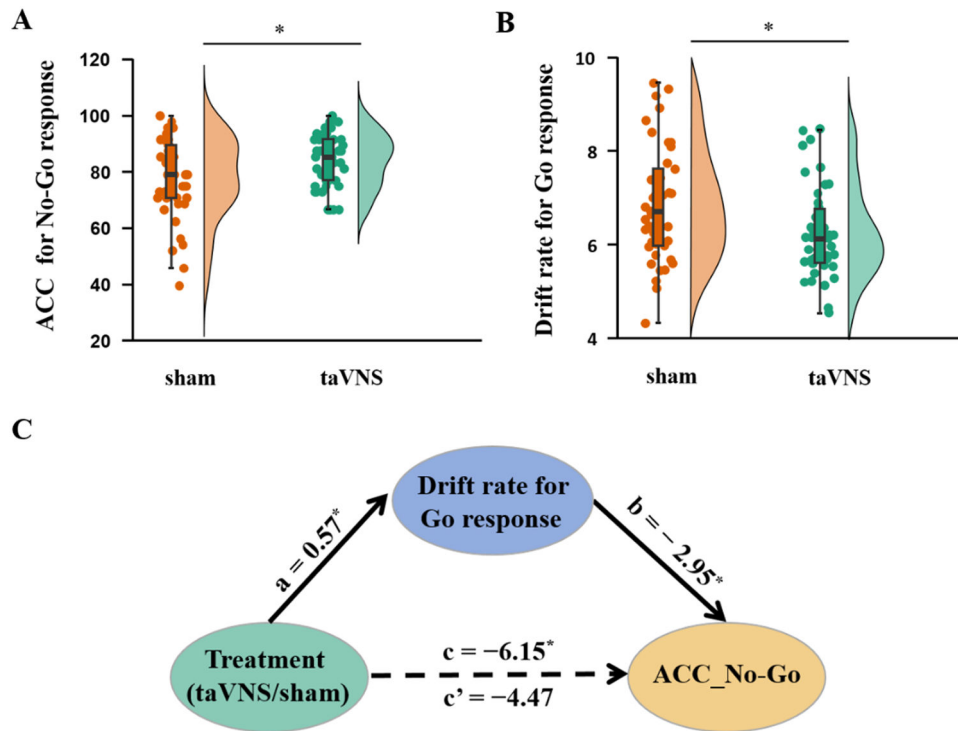 A
*
ACC for No-Go response
120
100
80
60
40
20
sham
taVNS
B
*
Drift rate for Go response
10
8
6
4
sham
taVNS
C
Drift rate for
Go response
a = 0.57*
b = − 2.95*
Treatment
(taVNS/sham)
c = −6.15*
c’ = −4.47
ACC_No-Go